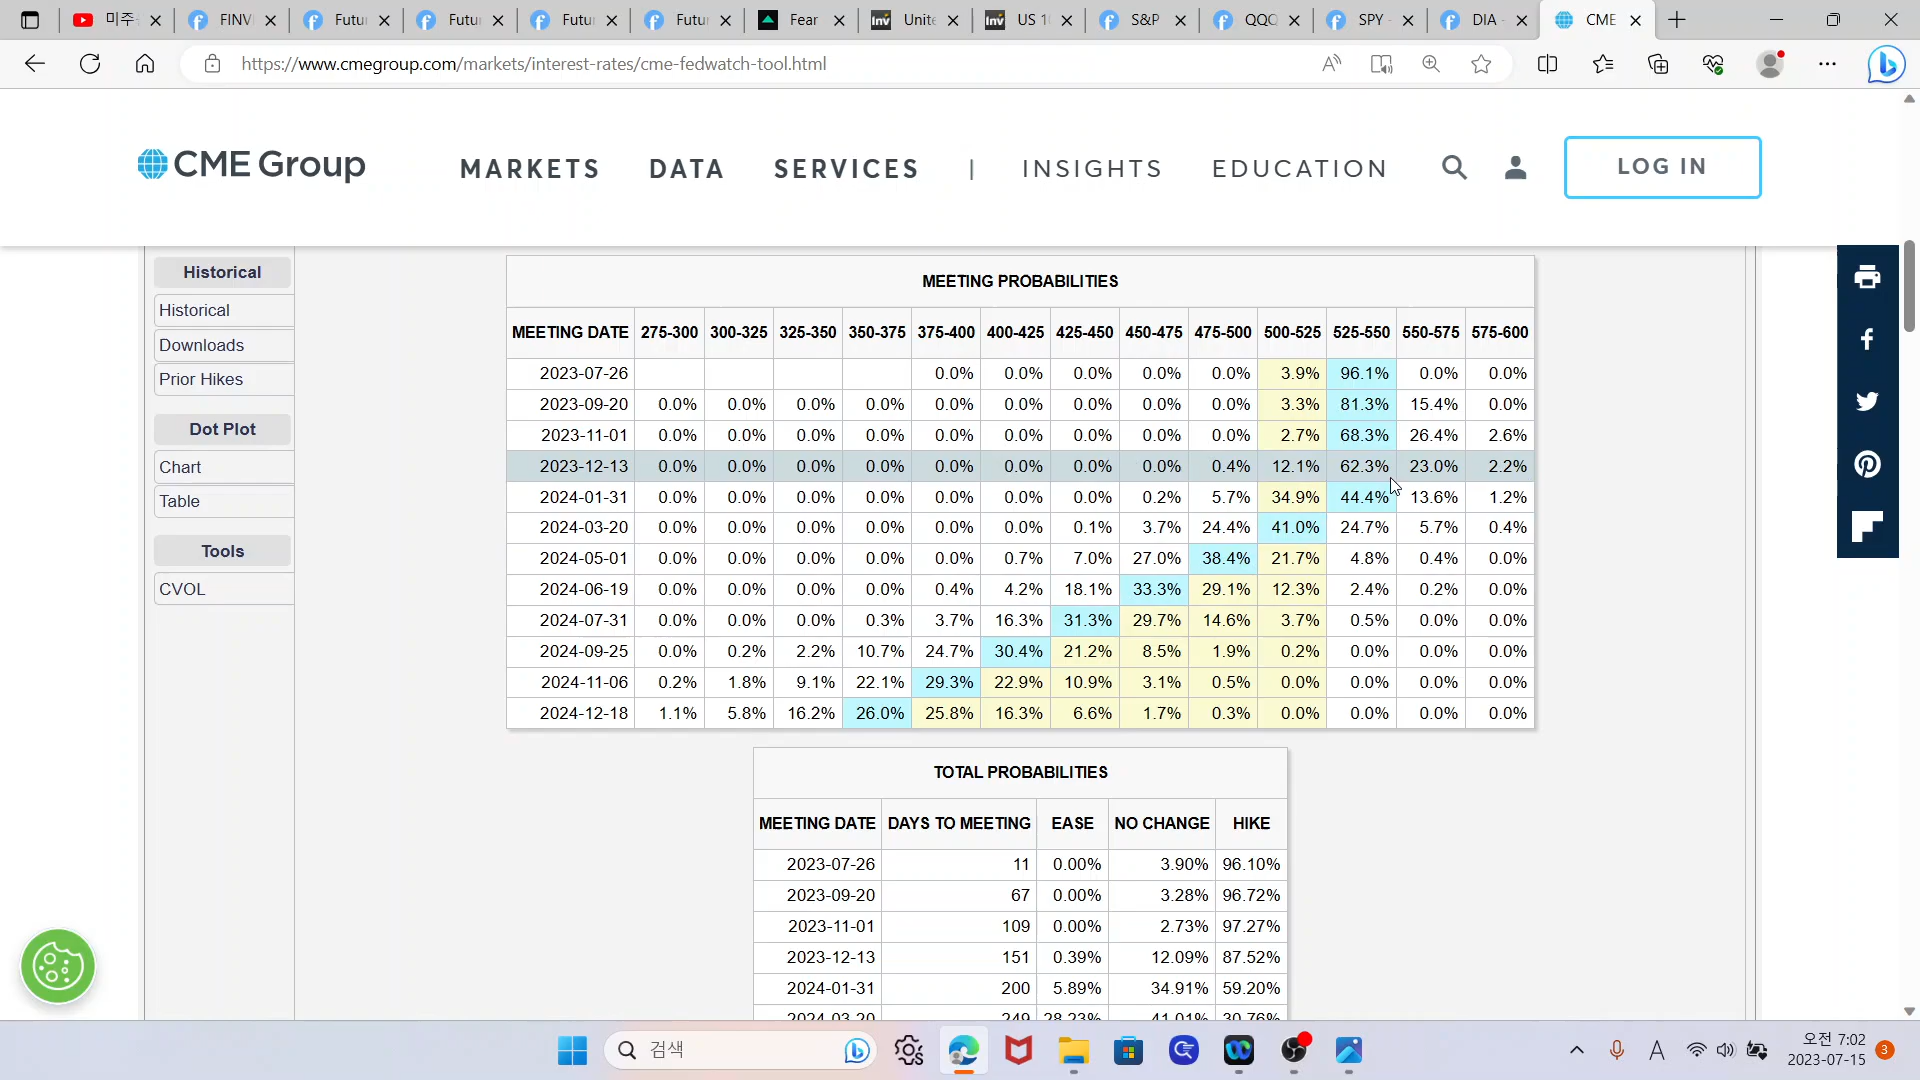 미주
FINV
Futur
Futur
Futur
Futur
Fear
Inv Unite
Inv US 10
S&P
QQQ
SPY -
DIA -
CME
https://www.cmegroup.com/markets/interest-rates/cme-fedwatch-tool.html
CME Group
MARKETS DATA SERVICES | INSIGHTS EDUCATION
LOG IN
Historical
Historical
Downloads
Prior Hikes
Dot Plot
Chart
Table
Tools
CVOL
MEETING PROBABILITIES
MEETING DATE 275-300 300-325 325-350 350-375 375-400 400-425 425-450 450-475 475-500 500-525 525-550 550-575 575-600
2023-07-26 0.0% 0.0% 0.0% 0.0% 0.0% 3.9% 96.1% 0.0% 0.0%
2023-09-20 0.0% 0.0% 0.0% 0.0% 0.0% 0.0% 0.0% 0.0% 0.0% 3.3% 81.3% 15.4% 0.0%
2023-11-01 0.0% 0.0% 0.0% 0.0% 0.0% 0.0% 0.0% 0.0% 0.0% 2.7% 68.3% 26.4% 2.6%
2023-12-13 0.0% 0.0% 0.0% 0.0% 0.0% 0.0% 0.0% 0.0% 0.4% 12.1% 62.3% 23.0% 2.2%
2024-01-31 0.0% 0.0% 0.0% 0.0% 0.0% 0.0% 0.0% 0.2% 5.7% 34.9% 44.4% 13.6% 1.2%
2024-03-20 0.0% 0.0% 0.0% 0.0% 0.0% 0.0% 0.1% 3.7% 24.4% 41.0% 24.7% 5.7% 0.4%
2024-05-01 0.0% 0.0% 0.0% 0.0% 0.0% 0.7% 7.0% 27.0% 38.4% 21.7% 4.8% 0.4% 0.0%
2024-06-19 0.0% 0.0% 0.0% 0.0% 0.4% 4.2% 18.1% 33.3% 29.1% 12.3% 2.4% 0.2% 0.0%
2024-07-31 0.0% 0.0% 0.0% 0.3% 3.7% 16.3% 31.3% 29.7% 14.6% 3.7% 0.5% 0.0% 0.0%
2024-09-25 0.0% 0.2% 2.2% 10.7% 24.7% 30.4% 21.2% 8.5% 1.9% 0.2% 0.0% 0.0% 0.0%
2024-11-06 0.2% 1.8% 9.1% 22.1% 29.3% 22.9% 10.9% 3.1% 0.5% 0.0% 0.0% 0.0% 0.0%
2024-12-18 1.1% 5.8% 16.2% 26.0% 25.8% 16.3% 6.6% 1.7% 0.3% 0.0% 0.0% 0.0% 0.0%
TOTAL PROBABILITIES
MEETING DATE DAYS TO MEETING EASE NO CHANGE HIKE
2023-07-26 11 0.00% 3.90% 96.10%
2023-09-20 67 0.00% 3.28% 96.72%
2023-11-01 109 0.00% 2.73% 97.27%
2023-12-13 151 0.39% 12.09% 87.52%
2024-01-31 200 5.89% 34.91% 59.20%
2024-03-20 249 28.23% 41.01% 30.76%
검색
A
오전 7:02
2023-07-15
3